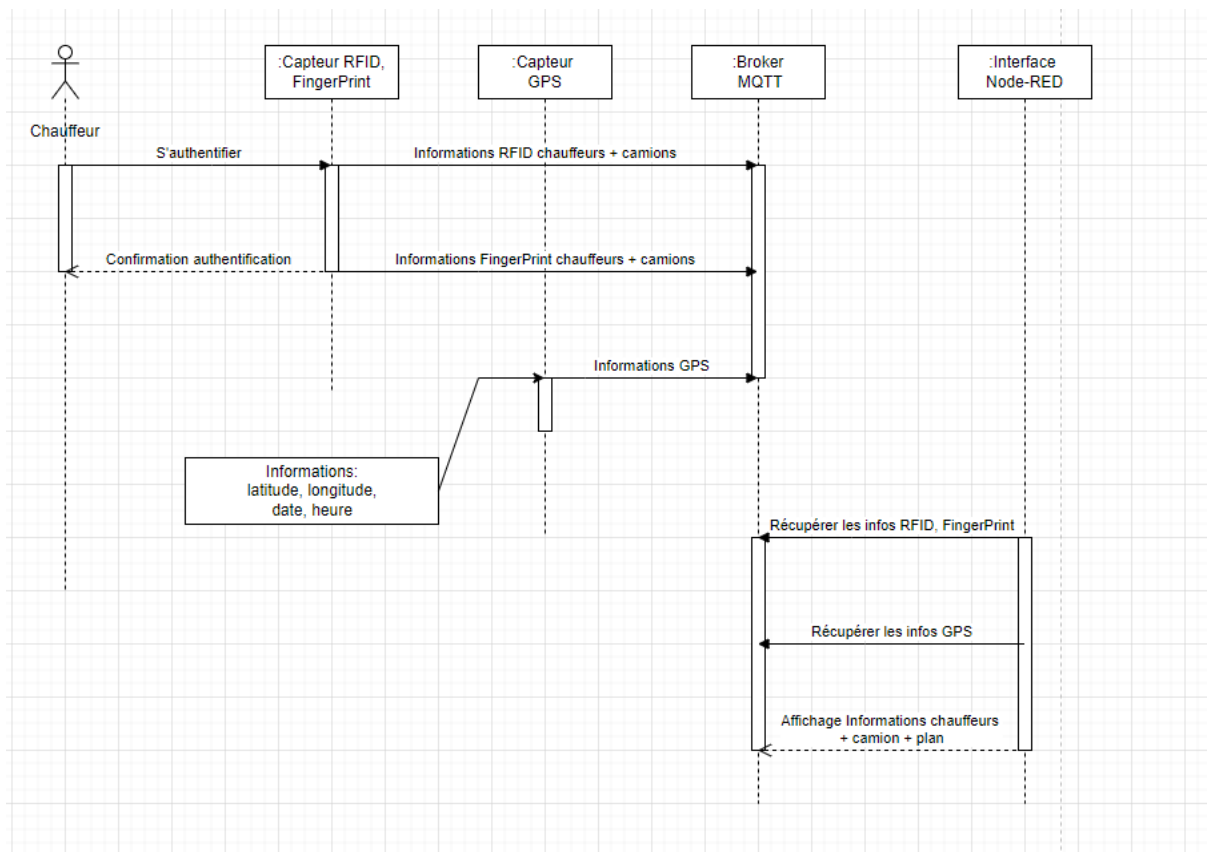 :Capteur RFID,
FingerPrint
:Capteur
GPS
:Broker
MQTT
:Interface
Node-RED
Chauffeur
S'authentifier
Informations RFID chauffeurs + camions
Confirmation authentification
Informations FingerPrint chauffeurs + camions
Informations GPS
Informations:
latitude, longitude,
date, heure
Récupérer les infos RFID, FingerPrint
Récupérer les infos GPS
Affichage Informations chauffeurs
+ camion + plan